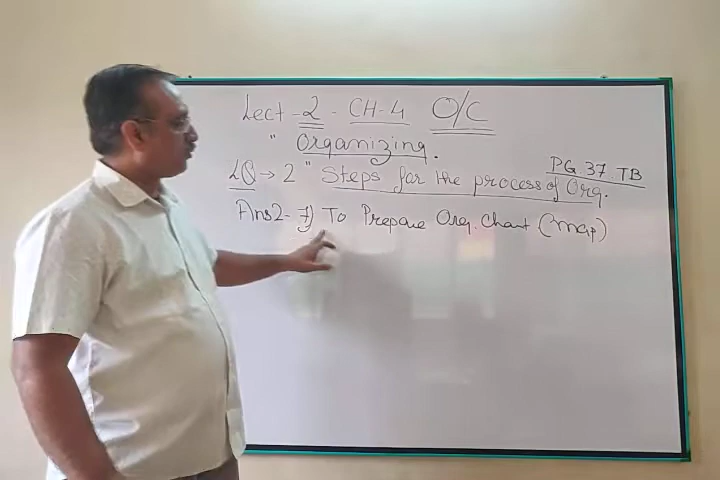 Lect - 2 - CH-4 O/C
" Organizing.
PG 37 TB
LQ → 2 " Steps for the process of Org.
Ans2- 7) To Prepare Org. Chart (map)